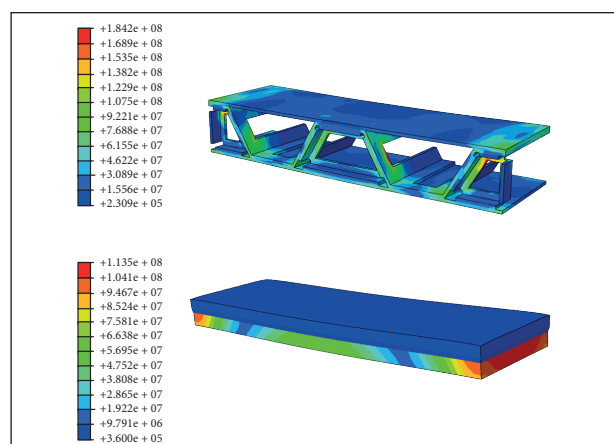 +1.842e + 08
+1.689e + 08
+1.535e + 08
+1.382e + 08
+1.229e + 08
+1.075e + 08
+9.221e + 07
+7.688e + 07
+6.155e + 07
+4.622e + 07
+3.089e + 07
+1.556e + 07
+2.309e + 05
+1.135e + 08
+1.041e + 08
+9.467e + 07
+8.524e + 07
+7.581e + 07
+6.638e + 07
+5.695e + 07
+4.752e + 07
+3.808e + 07
+2.865e + 07
+1.922e + 07
+9.791e + 06
+3.600e + 05